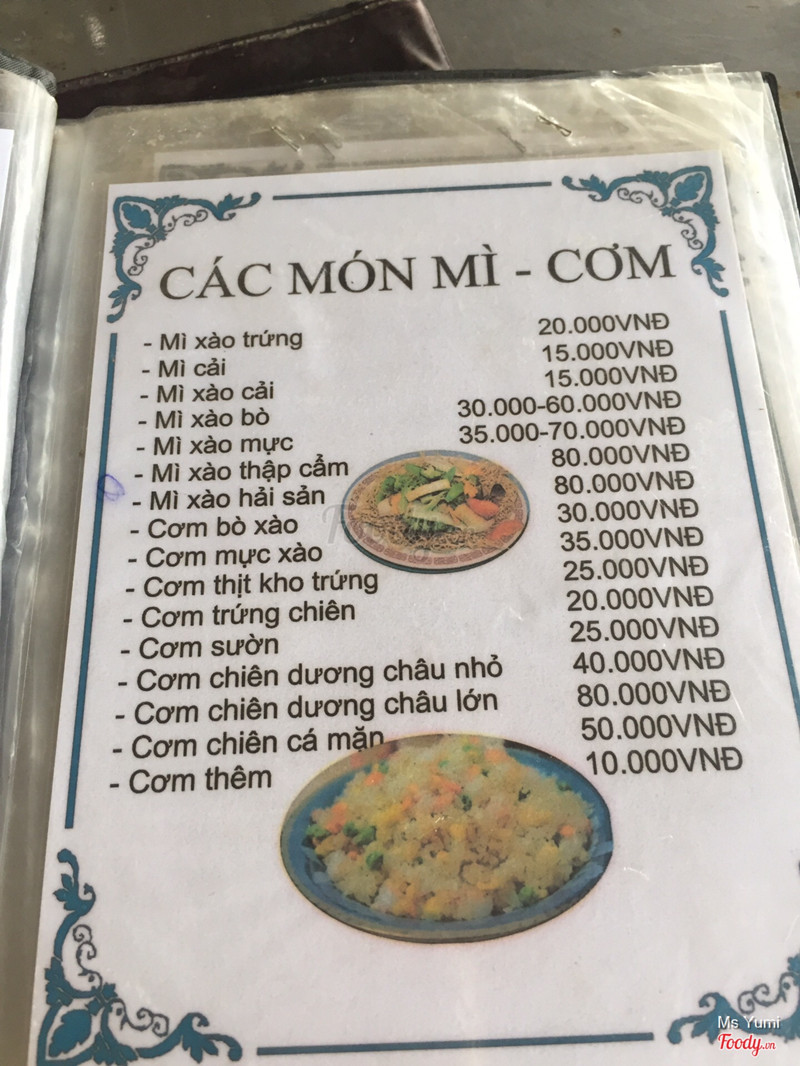 CÁC MÓN MÌ - CƠM
- Mì xào trứng 20.000VNĐ
- Mì cải 15.000VNĐ
- Mì xào cải 15.000VNĐ
- Mì xào bò 30.000-60.000VNĐ
- Mì xào mực 35.000-70.000VNĐ
- Mì xào thập cẩm 80.000VNĐ
- Mì xào hải sản 80.000VNĐ
- Cơm bò xào 30.000VNĐ
- Cơm mực xào 35.000VNĐ
- Cơm thịt kho trứng 25.000VNĐ
- Cơm trứng chiên 20.000VNĐ
- Cơm sườn 25.000VNĐ
- Cơm chiên dương châu nhỏ 40.000VNĐ
- Cơm chiên dương châu lớn 80.000VNĐ
- Cơm chiên cá mặn 50.000VNĐ
- Cơm thêm 10.000VNĐ
Ms Yumi
Foody.vn